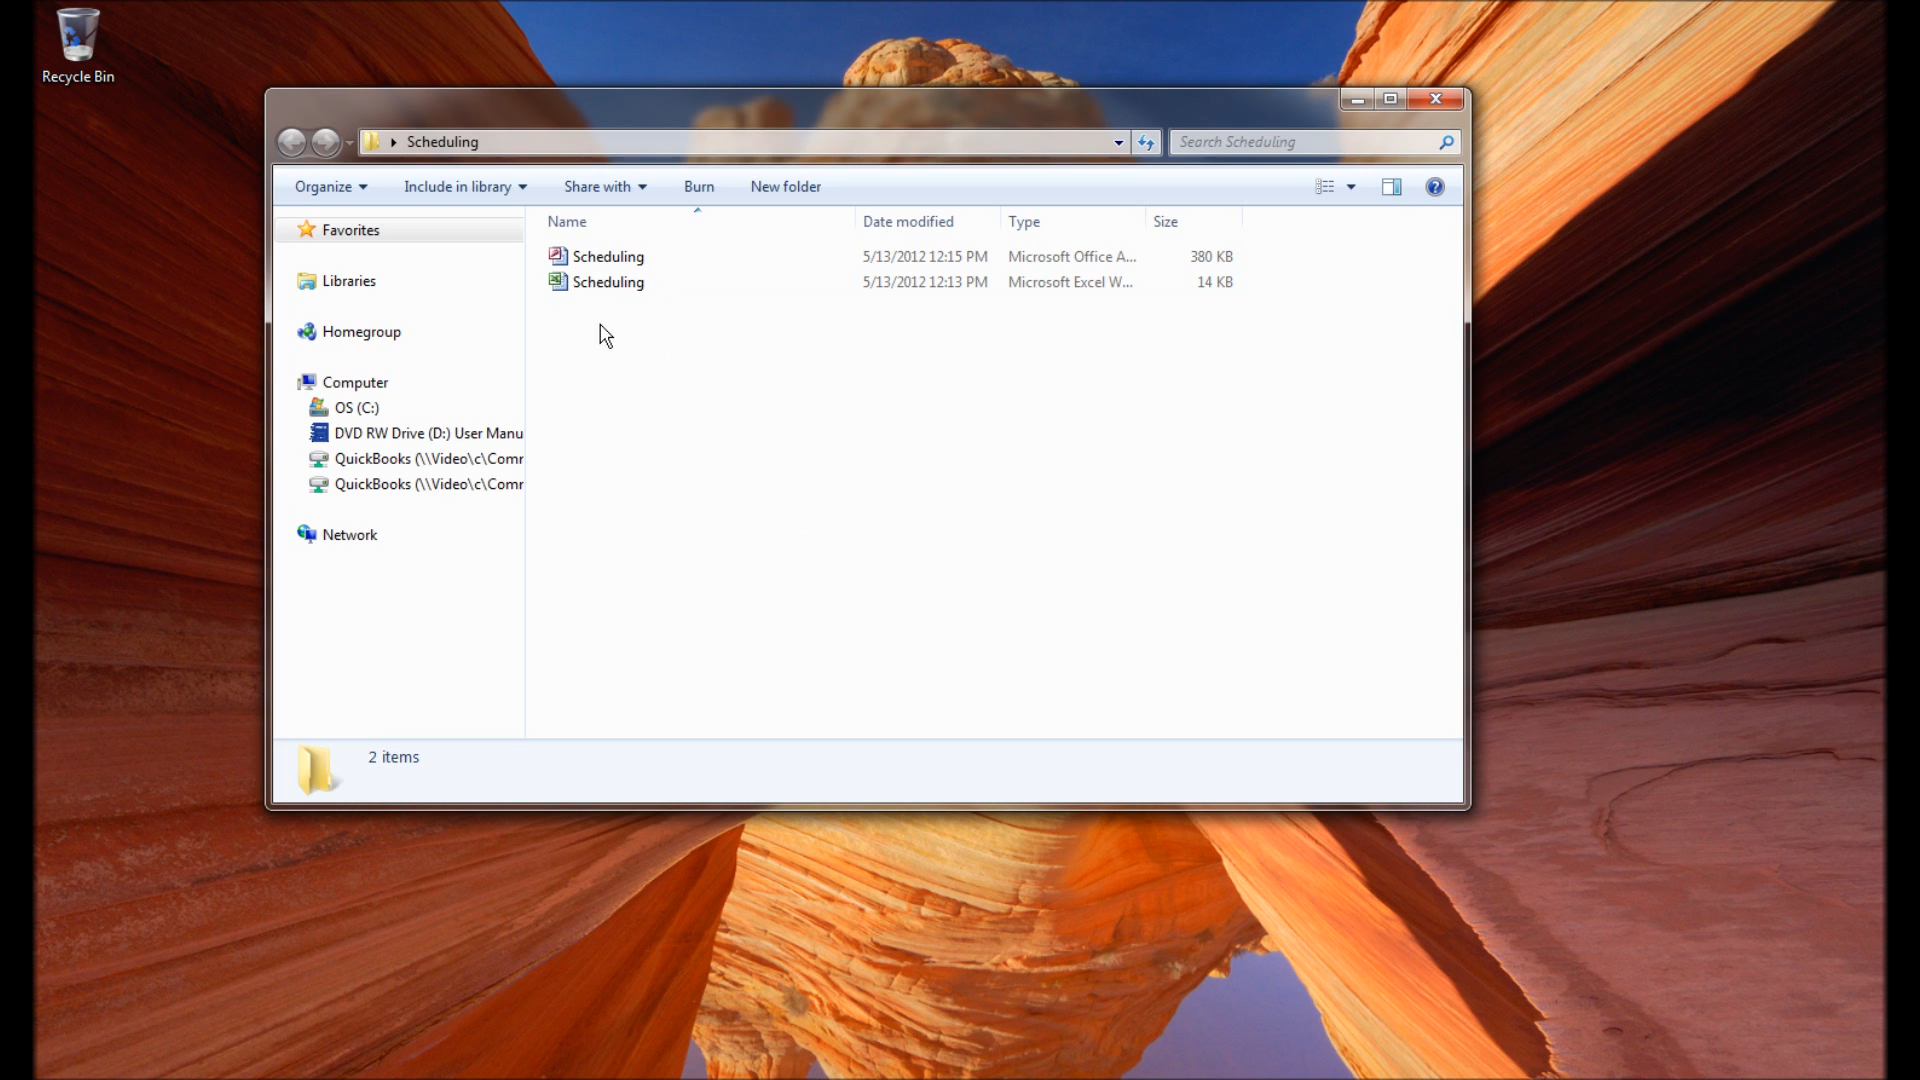 Recycle Bin
Scheduling
Search Scheduling
Organize
Include in library
Share with
Burn
New folder
Name
Date modified
Type
Size
Favorites
Scheduling 5/13/2012 12:15 PM Microsoft Office A... 380 KB
Scheduling 5/13/2012 12:13 PM Microsoft Excel W... 14 KB
Libraries
Homegroup
Computer
OS (C:)
DVD RW Drive (D:) User Manu
QuickBooks (\\Video\c\Comr
QuickBooks (\\Video\c\Comr
Network
2 items